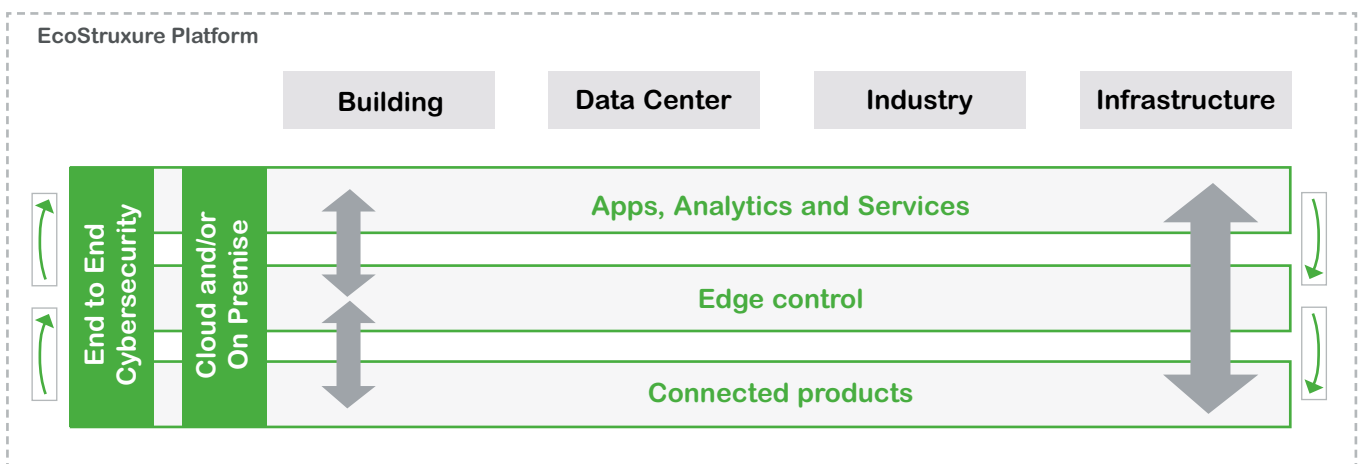 EcoStruxure Platform
Building
Data Center
Industry
Infrastructure
End to End
Cybersecurity
Cloud and/or
On Premise
Apps, Analytics and Services
Edge control
Connected products